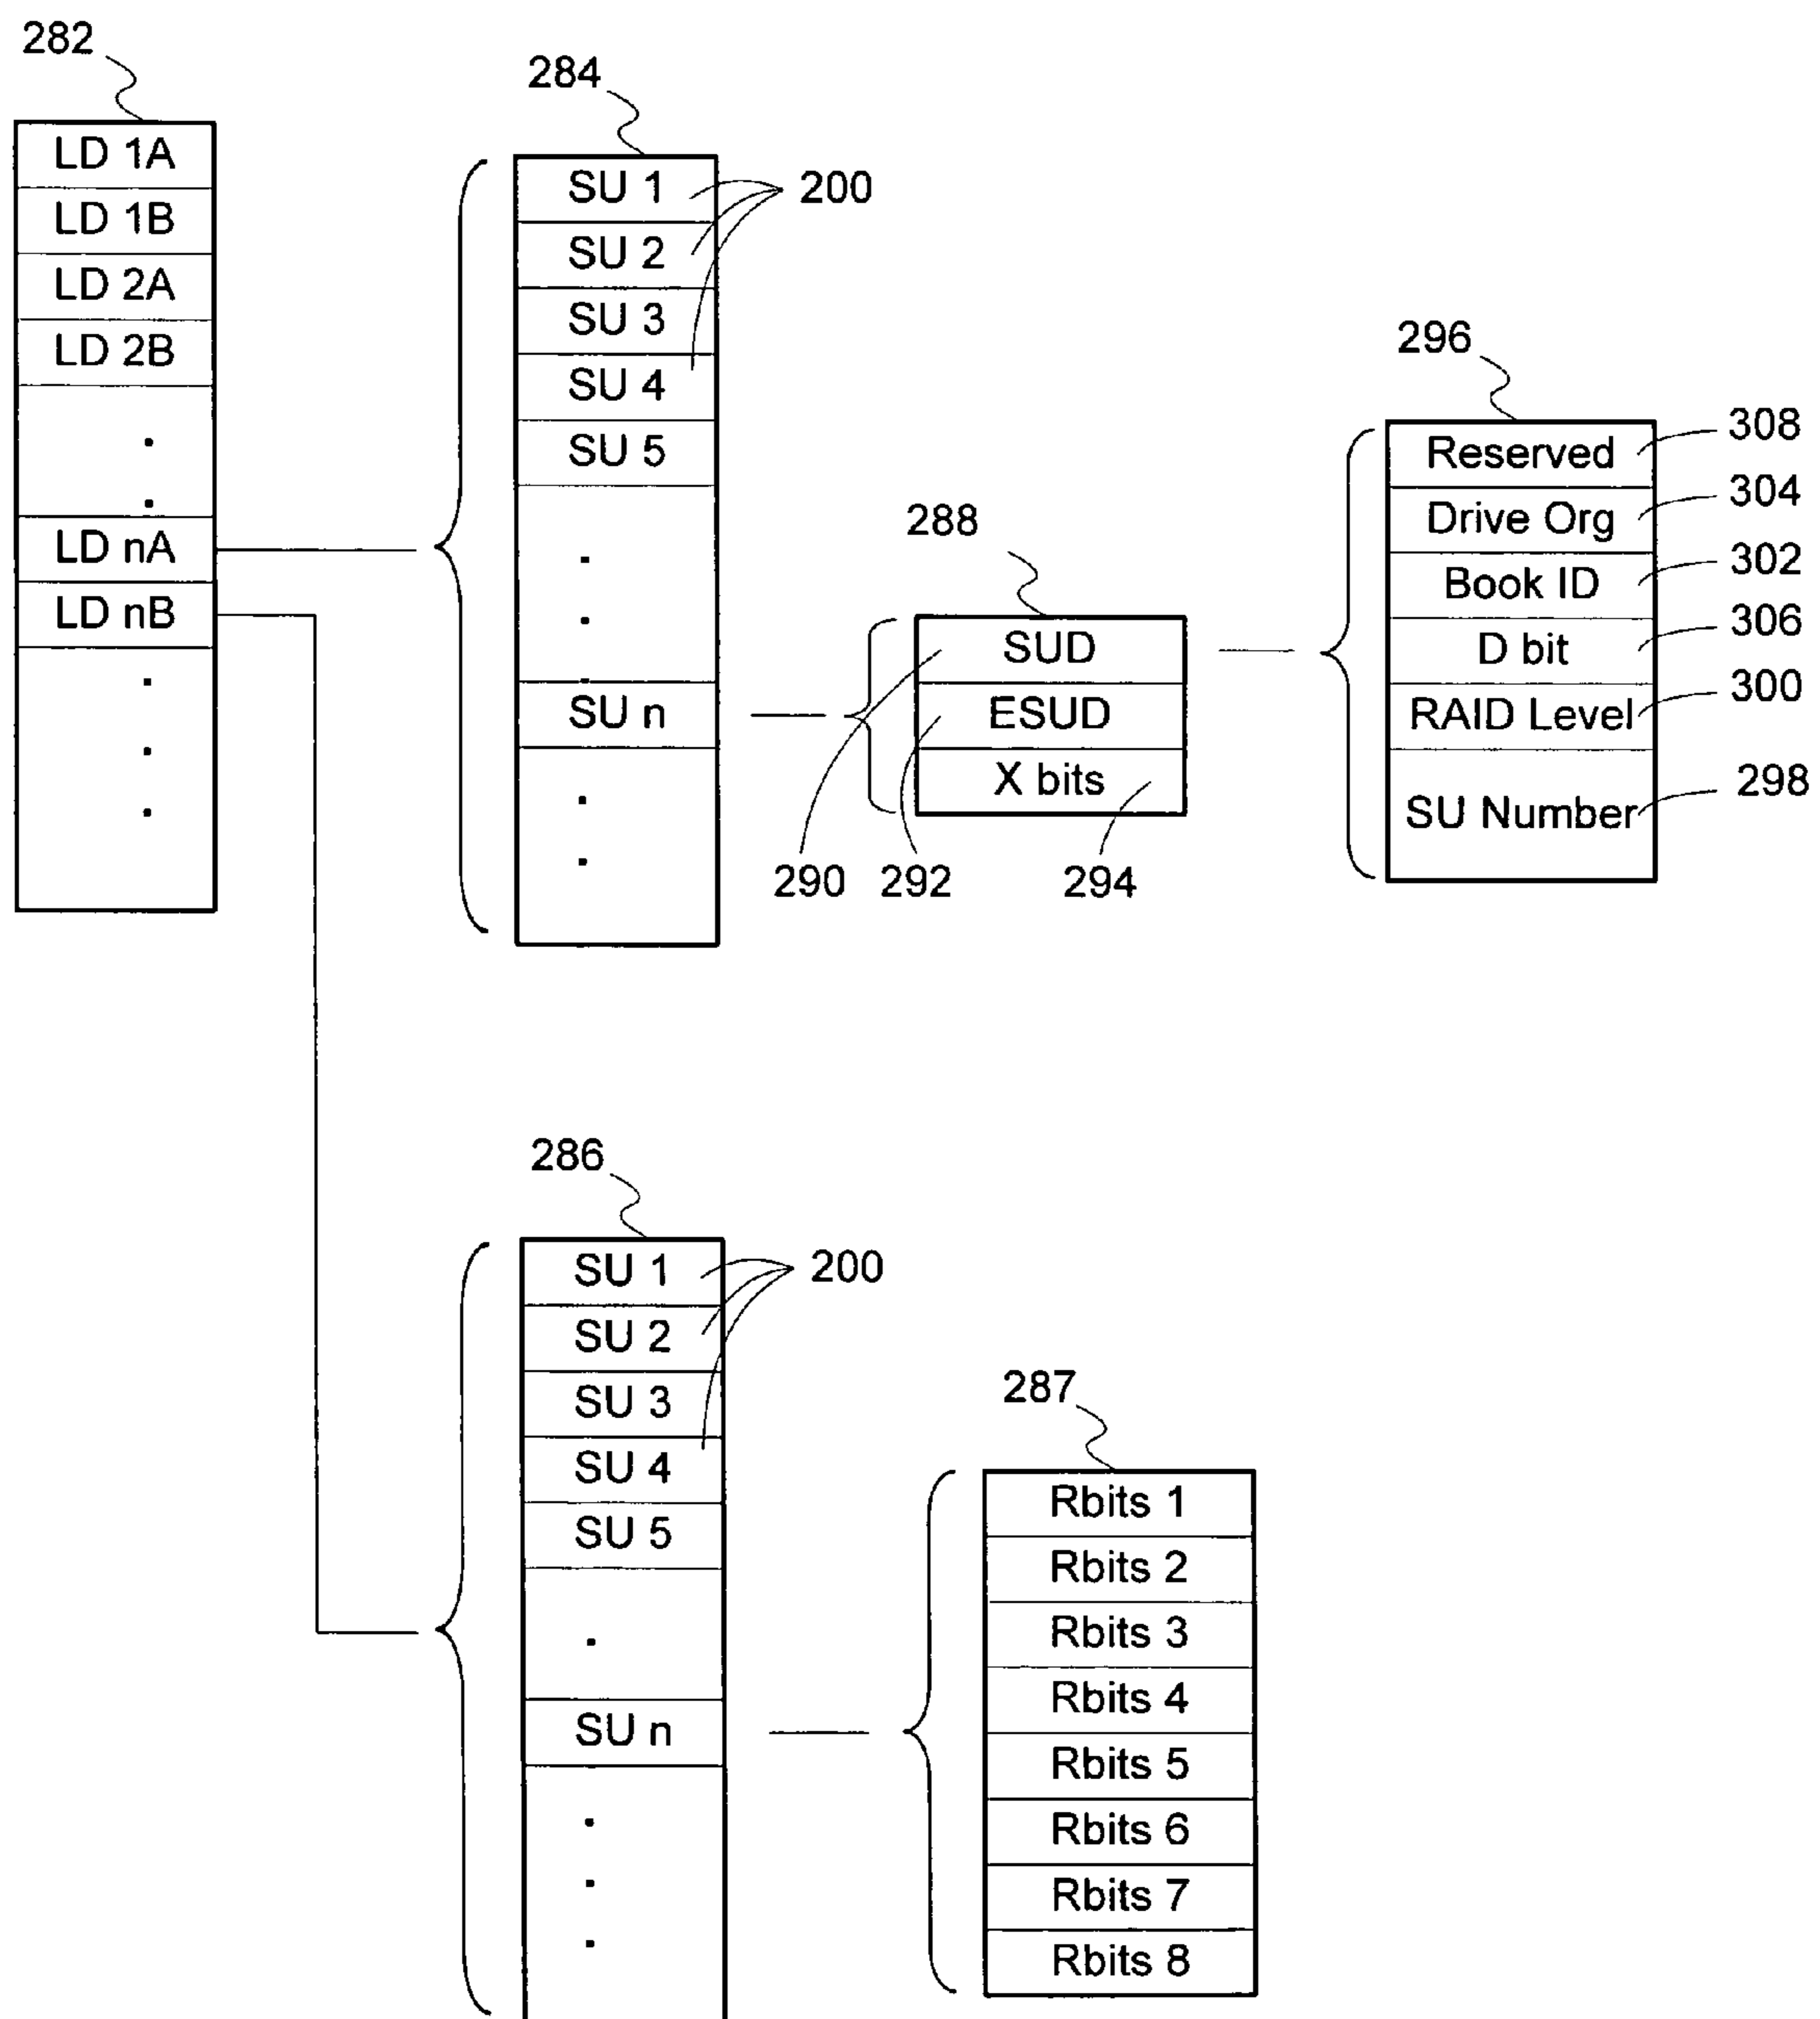 282
LD 1A
LD 1B
LD 2A
LD 2B
LD nA
LD nB
284
SU 1
SU 2
SU 3
SU 4
SU 5
SU n
200
288
SUD
ESUD
X bits
290
292
294
296
Reserved
Drive Org
Book ID
D bit
RAID Level
SU Number
308
304
302
306
300
298
286
SU 1
SU 2
SU 3
SU 4
SU 5
SU n
200
287
Rbits 1
Rbits 2
Rbits 3
Rbits 4
Rbits 5
Rbits 6
Rbits 7
Rbits 8